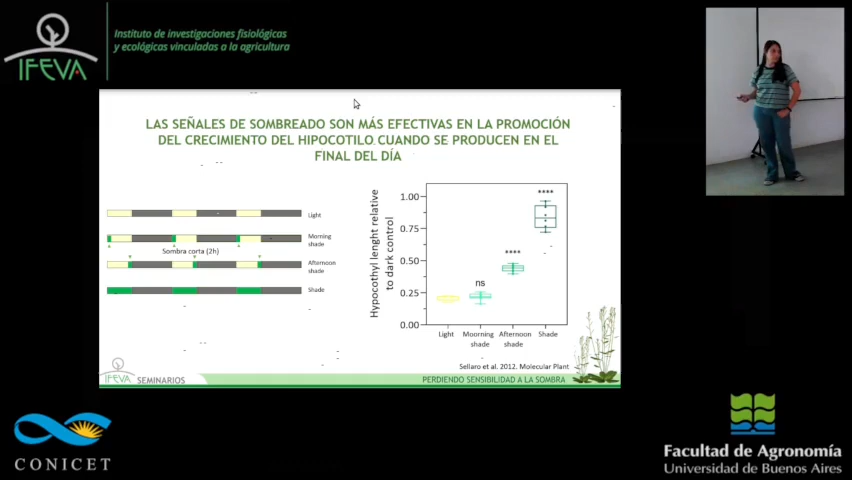 Instituto de investigaciones fisiológicas
y ecológicas vinculadas a la agricultura
IFEVA
LAS SEÑALES DE SOMBREADO SON MÁS EFECTIVAS EN LA PROMOCIÓN
DEL CRECIMIENTO DEL HIPOCOTILO CUANDO SE PRODUCEN EN EL
FINAL DEL DÍA
Light
Morning
shade
Sombra corta (2h)
Afternoon
shade
Shade
Hypocothyl lenght relative
to dark control
1.00
0.75
0.50
0.25
0.00
ns
****
****
Light
Moorning
shade
Afternoon
shade
Shade
Sellaro et al. 2012. Molecular Plant
IFEVA SEMINARIOS
PERDIENDO SENSIBILIDAD A LA SOMBRA
CONICET
Facultad de Agronomía
Universidad de Buenos Aires